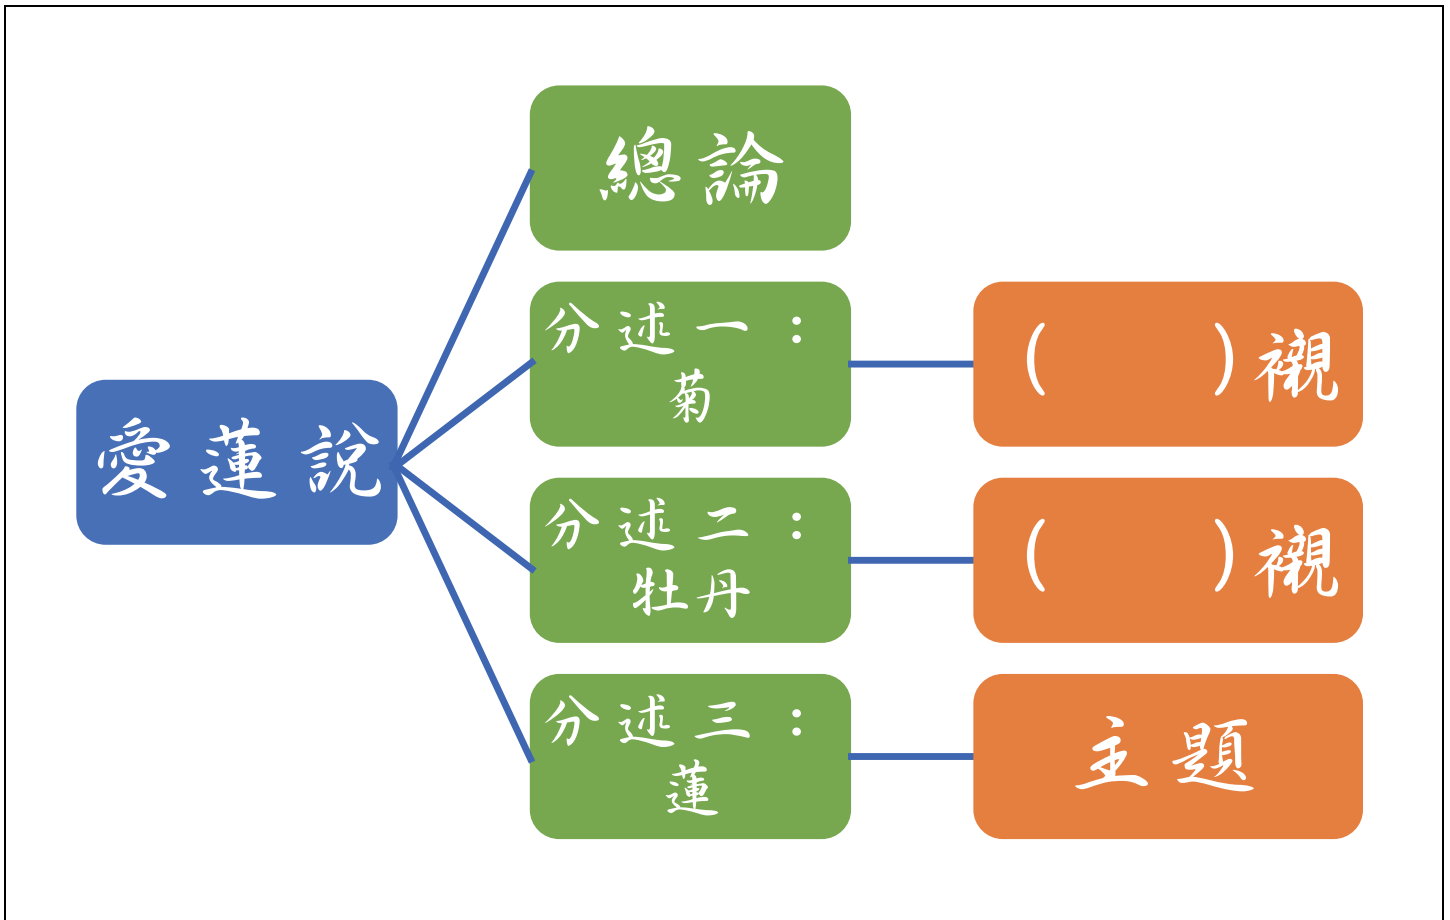 愛蓮說
總論
分述一：
菊
（　　）襯
分述二：
牡丹
（　　）襯
分述三：
蓮
主題